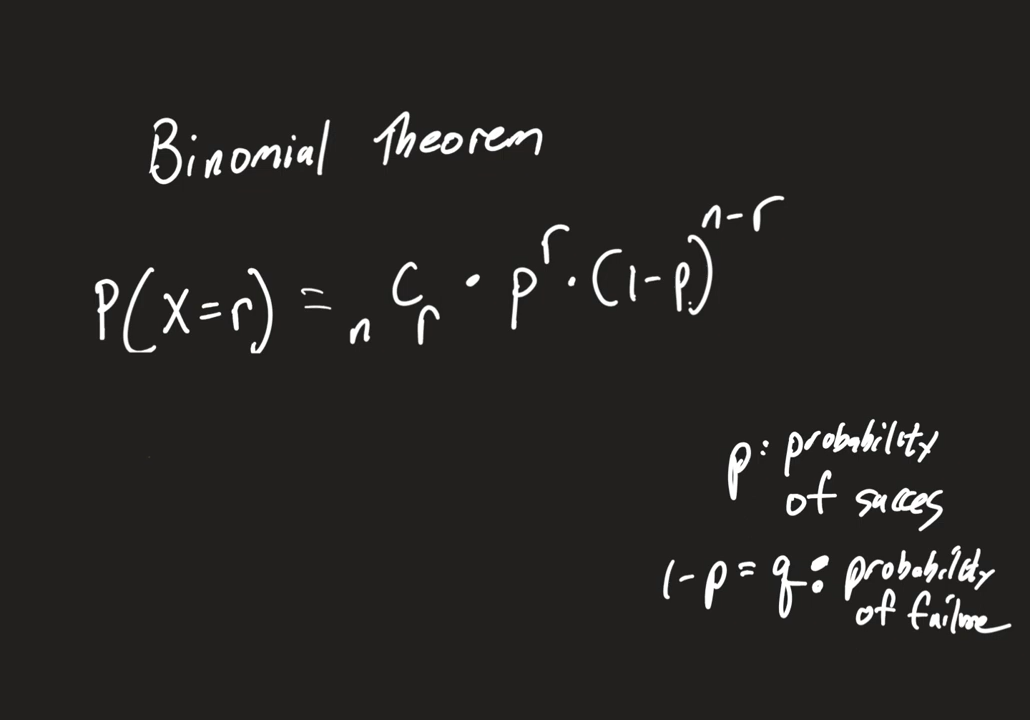 Binomial Theorem
P(X=r) = nCr · p^r · (1-p)^n-r
p: probability
of succes
1-p = q: probability
of failure